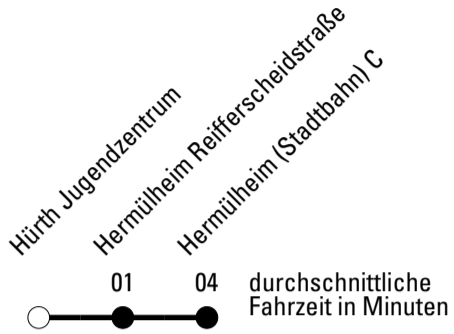 Hürth Jugendzentrum
Hermülheim Reifferscheidstraße
Hermülheim (Stadtbahn) C
01 04 durchschnittliche
Fahrzeit in Minuten